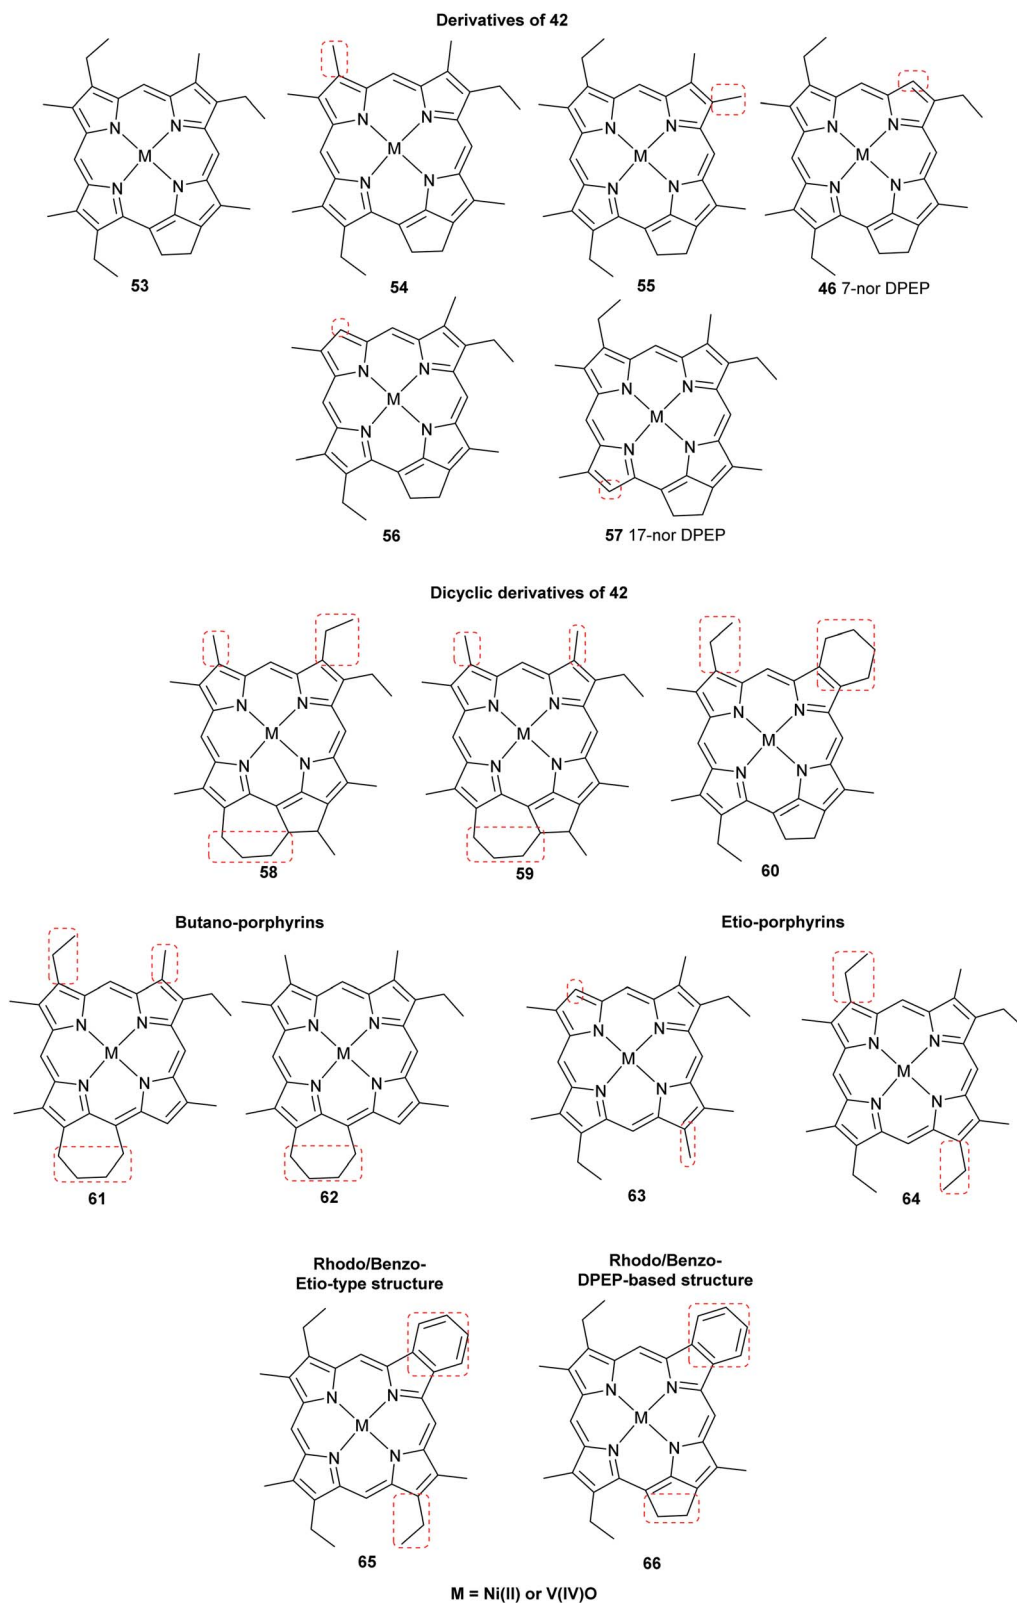 Derivatives of 42
N
N
M
N
N
53
N
N
M
N
N
54
N
N
M
N
N
55
N
N
M
N
N
46 7-nor DPEP
N
N
M
N
N
56
N
N
M
N
N
57 17-nor DPEP
Dicyclic derivatives of 42
N
N
M
N
N
58
N
N
M
N
N
59
N
N
M
N
N
60
Butano-porphyrins
N
N
M
N
N
61
N
N
M
N
N
62
Etio-porphyrins
N
N
M
N
N
63
N
N
M
N
N
64
Rhodo/Benzo-
Etio-type structure
N
N
M
N
N
65
Rhodo/Benzo-
DPEP-based structure
N
N
M
N
N
66
M = Ni(II) or V(IV)O